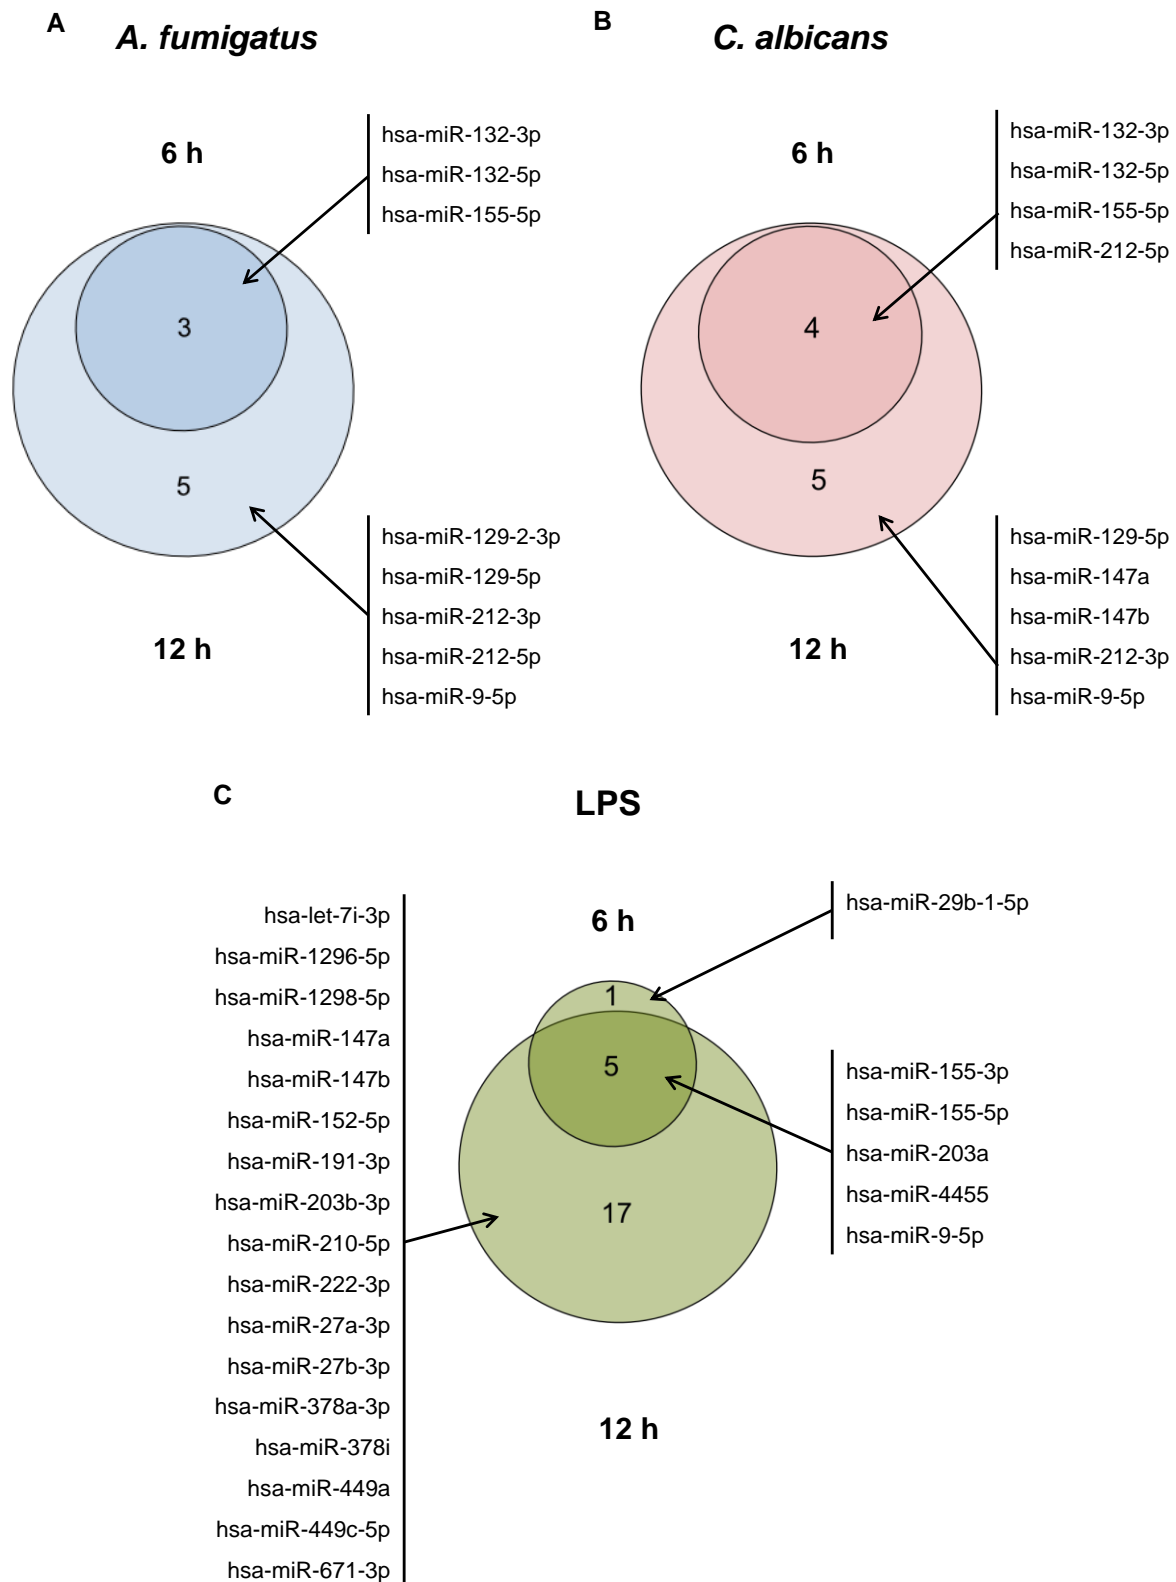 A
A. fumigatus
6 h
hsa-miR-132-3p
hsa-miR-132-5p
hsa-miR-155-5p
3
5
hsa-miR-129-2-3p
hsa-miR-129-5p
hsa-miR-212-3p
hsa-miR-212-5p
hsa-miR-9-5p
12 h
B
C. albicans
6 h
hsa-miR-132-3p
hsa-miR-132-5p
hsa-miR-155-5p
hsa-miR-212-5p
4
5
hsa-miR-129-5p
hsa-miR-147a
hsa-miR-147b
hsa-miR-212-3p
hsa-miR-9-5p
12 h
C
LPS
hsa-let-7i-3p
hsa-miR-1296-5p
hsa-miR-1298-5p
hsa-miR-147a
hsa-miR-147b
hsa-miR-152-5p
hsa-miR-191-3p
hsa-miR-203b-3p
hsa-miR-210-5p
hsa-miR-222-3p
hsa-miR-27a-3p
hsa-miR-27b-3p
hsa-miR-378a-3p
hsa-miR-378i
hsa-miR-449a
hsa-miR-449c-5p
hsa-miR-671-3p
6 h
1
5
17
12 h
hsa-miR-29b-1-5p
hsa-miR-155-3p
hsa-miR-155-5p
hsa-miR-203a
hsa-miR-4455
hsa-miR-9-5p